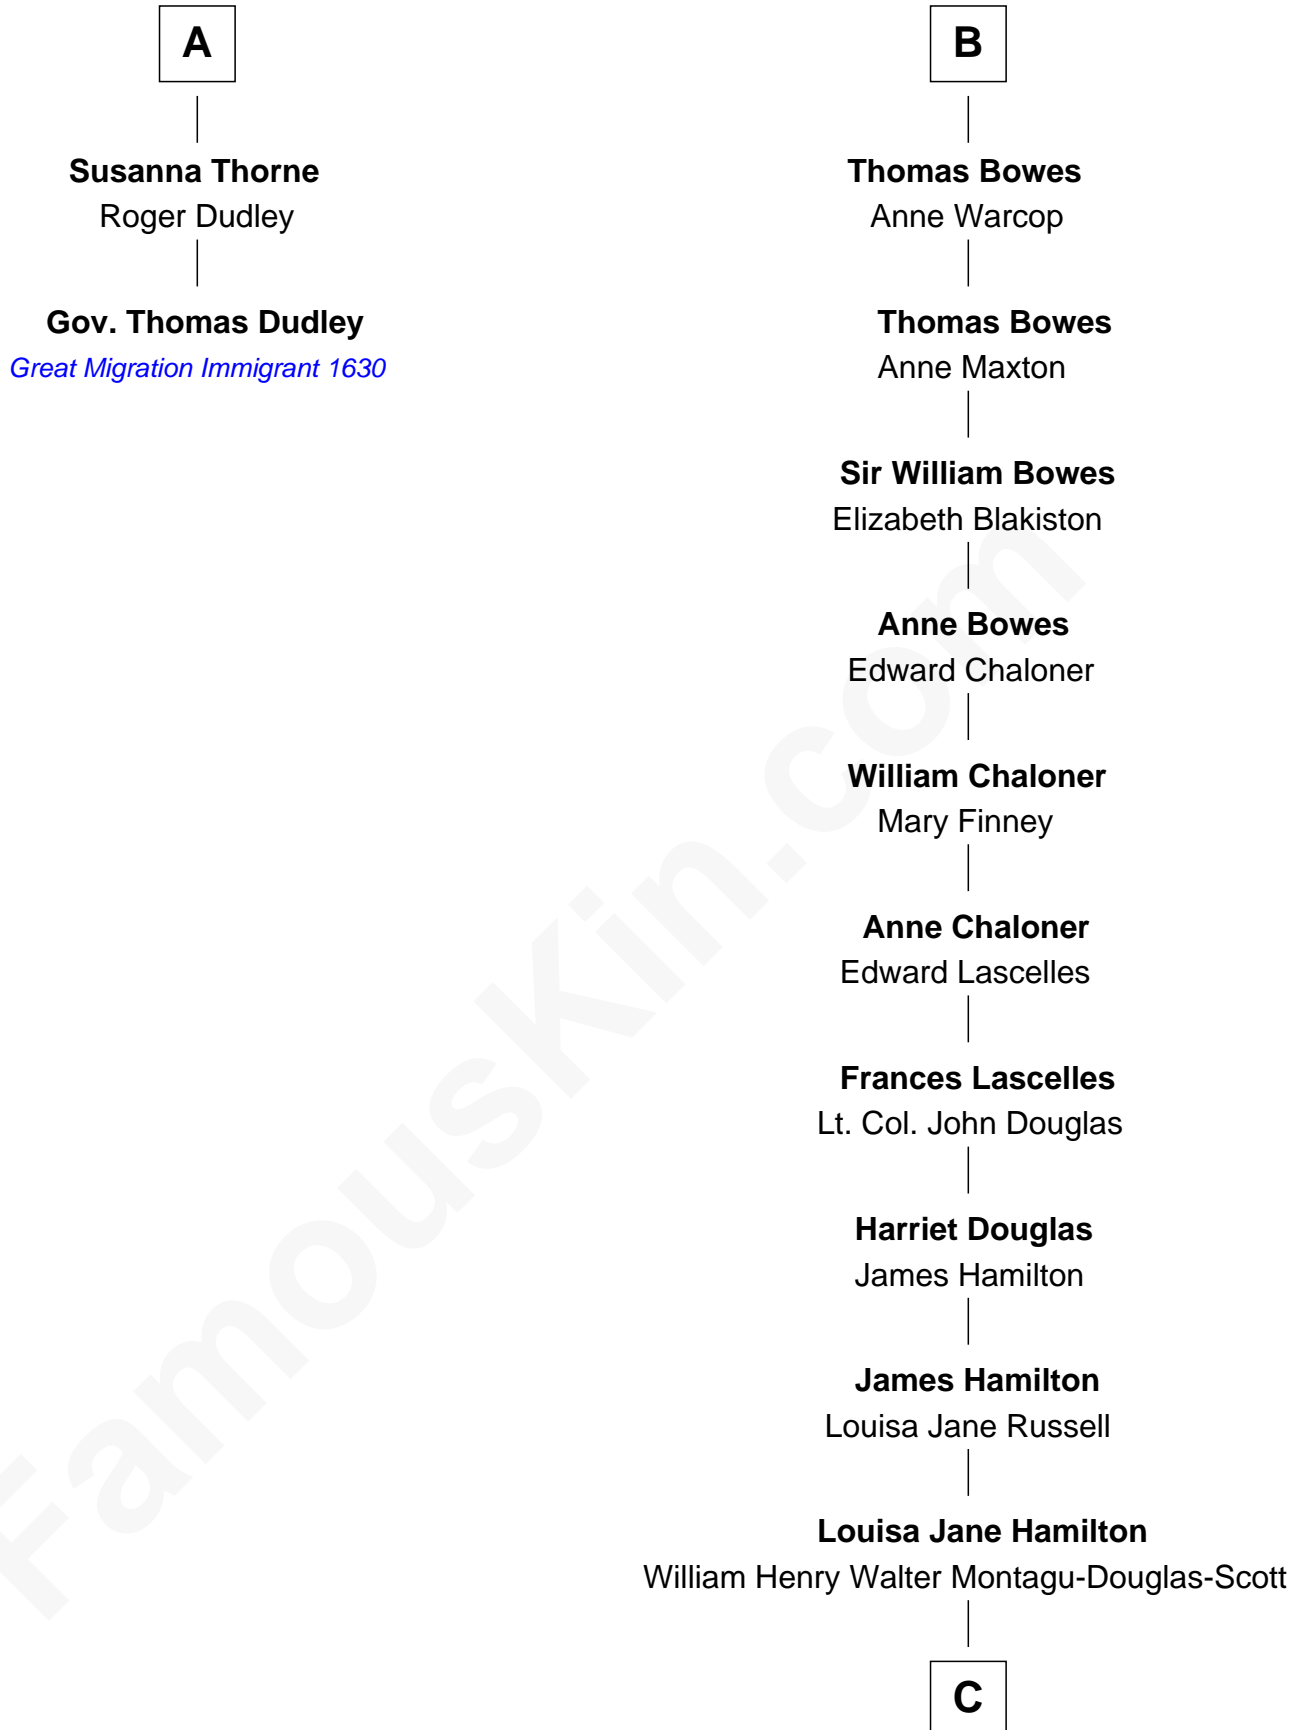 A
Susanna Thorne
Roger Dudley
Gov. Thomas Dudley
Great Migration Immigrant 1630
B
Thomas Bowes
Anne Warcop
Thomas Bowes
Anne Maxton
Sir William Bowes
Elizabeth Blakiston
Anne Bowes
Edward Chaloner
William Chaloner
Mary Finney
Anne Chaloner
Edward Lascelles
Frances Lascelles
Lt. Col. John Douglas
Harriet Douglas
James Hamilton
James Hamilton
Louisa Jane Russell
Louisa Jane Hamilton
William Henry Walter Montagu-Douglas-Scott
C
FamousKin.com